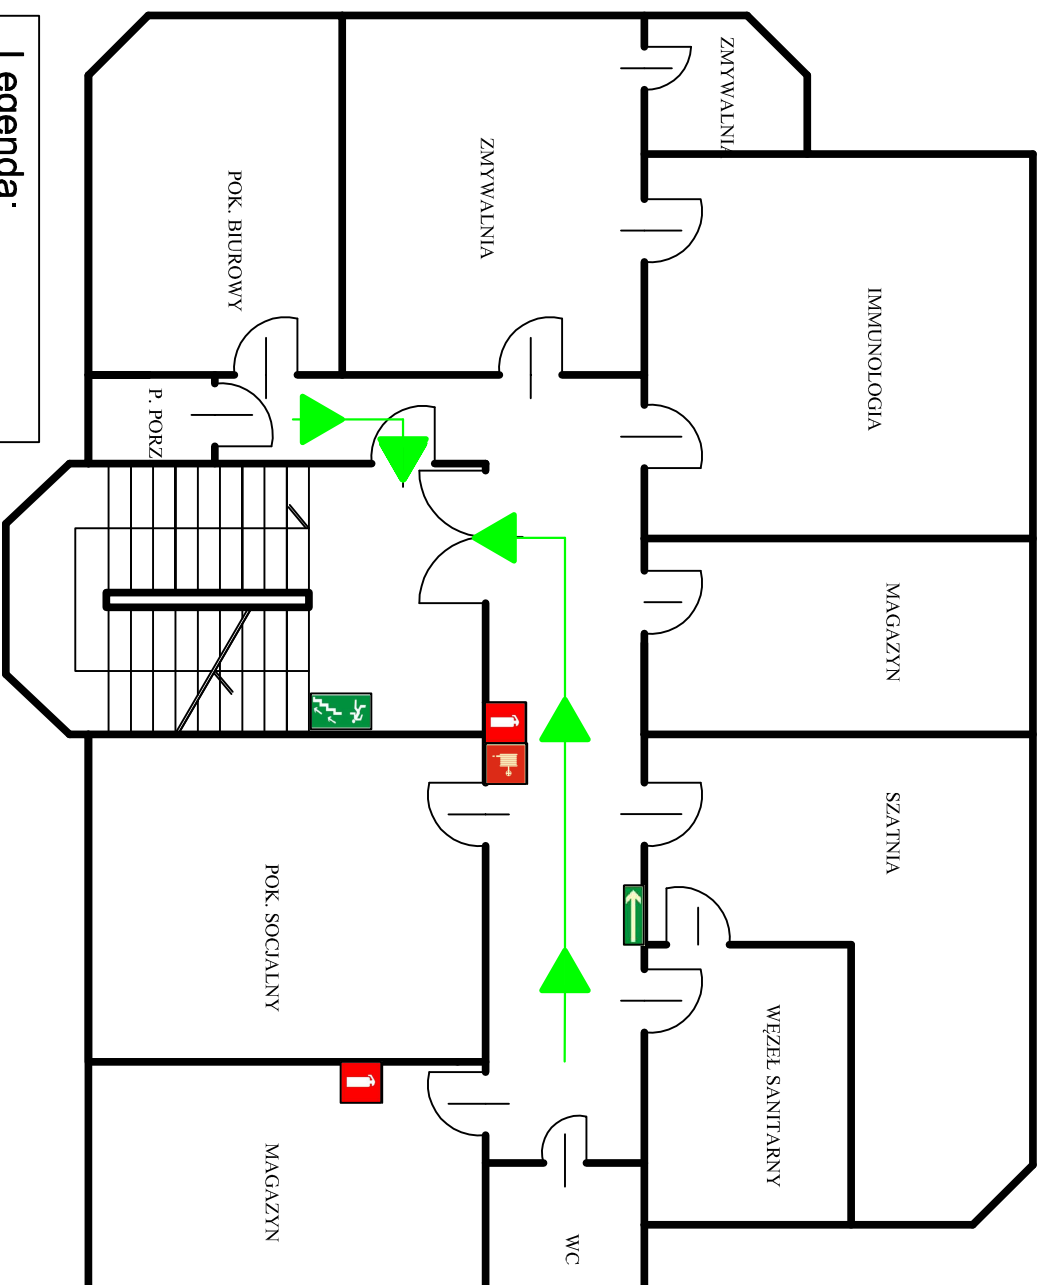 Legenda:
ZMYWALNIA
ZMYWALNIA
POK. BIUROWY
IMMUNOLOGIA
P. PORZ
MAGAZYN
SZATNIA
POK. SOCJALNY
WĘZEŁ SANITARNY
MAGAZYN
WC